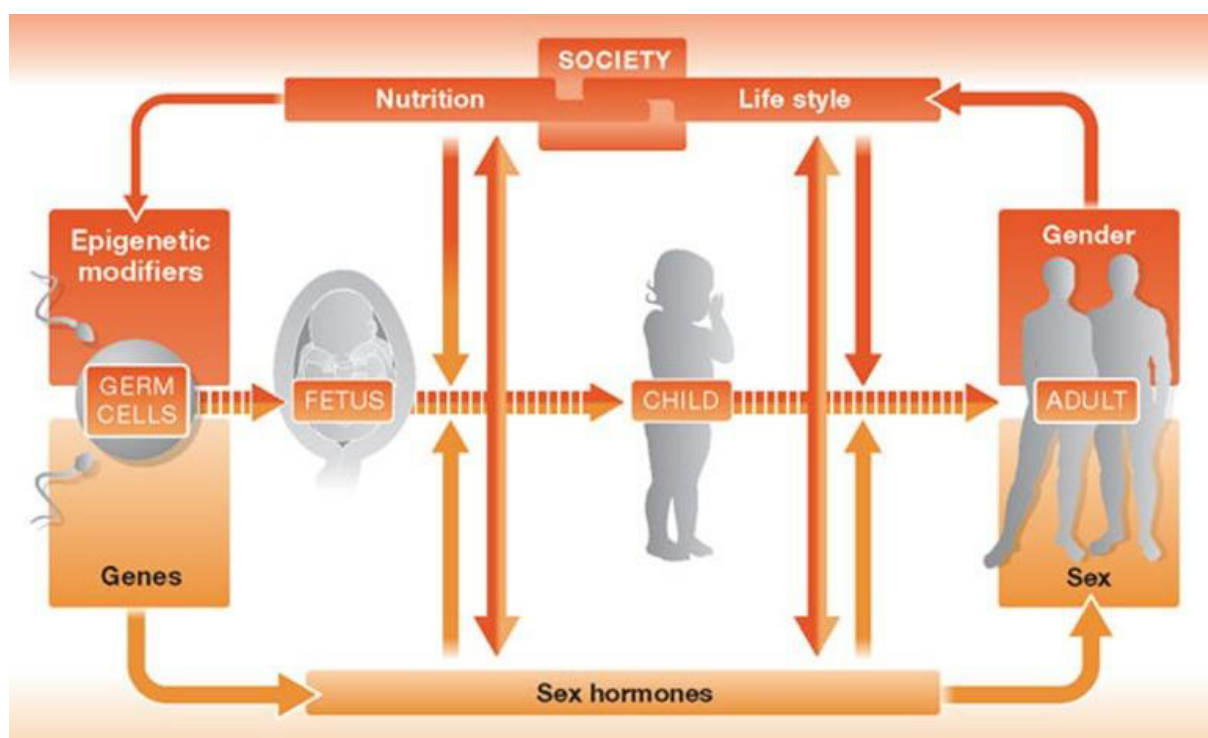 SOCIETY
Nutrition
Life style
Epigenetic
modifiers
Gender
GERM
CELLS
FETUS
CHILD
ADULT
Genes
Sex
Sex hormones